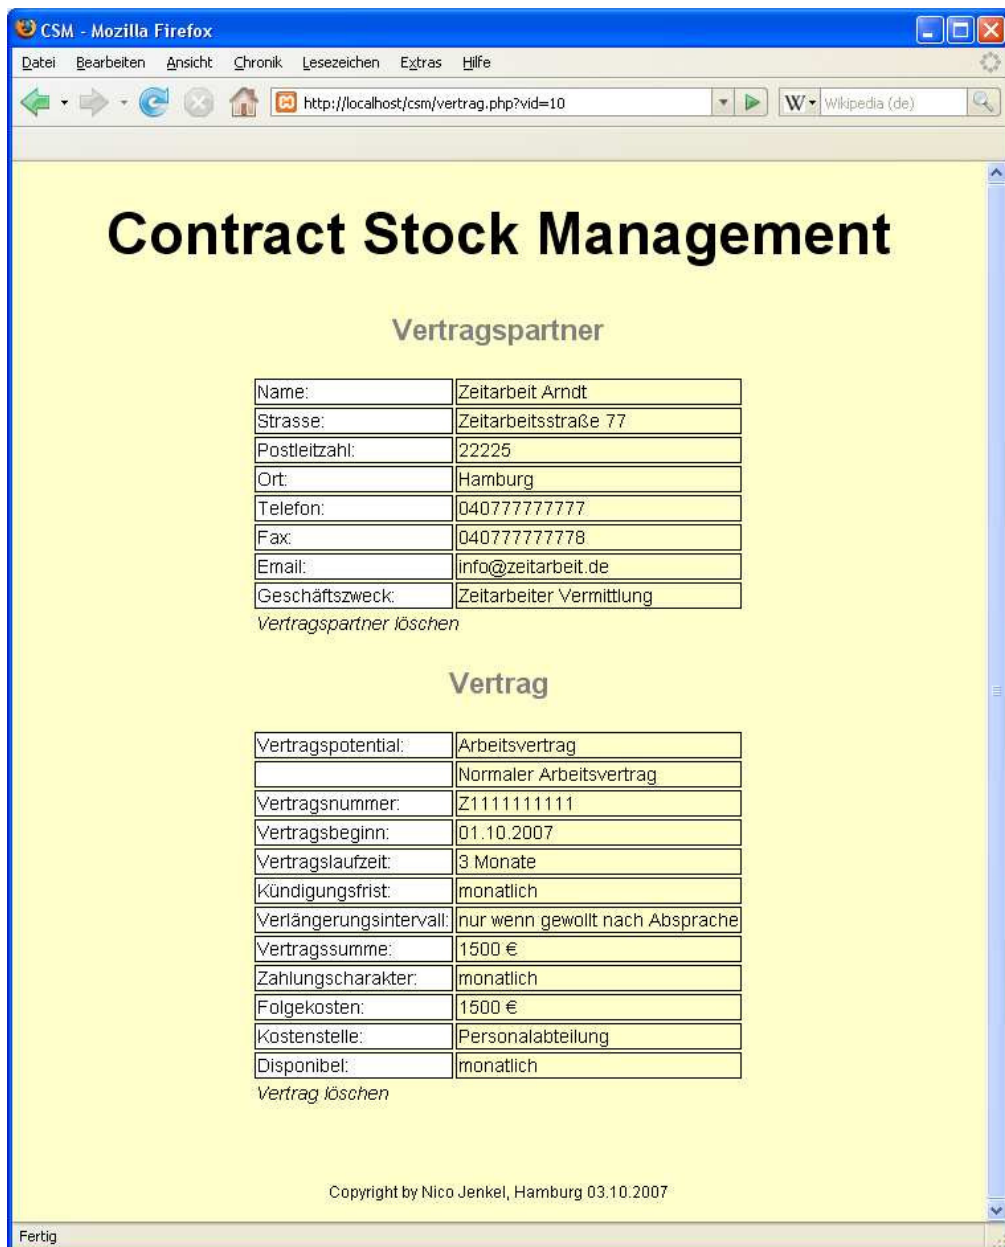 CSM - Mozilla Firefox
Datei Bearbeiten Ansicht Chronik Lesezeichen Extras Hilfe
http://localhost/csm/vertrag.php?vid=10 W Wikipedia (de)
Contract Stock Management
Vertragspartner
Name: Zeitarbeit Arndt
Strasse: Zeitarbeitsstraße 77
Postleitzahl: 22225
Ort: Hamburg
Telefon: 040777777777
Fax: 040777777778
Email: info@zeitarbeit.de
Geschäftszweck: Zeitarbeiter Vermittlung
Vertragspartner löschen
Vertrag
Vertragspotential: Arbeitsvertrag
Normaler Arbeitsvertrag
Vertragsnummer: Z1111111111
Vertragsbeginn: 01.10.2007
Vertragslaufzeit: 3 Monate
Kündigungsfrist: monatlich
Verlängerungsintervall: nur wenn gewollt nach Absprache
Vertragssumme: 1500 €
Zahlungscharakter: monatlich
Folgekosten: 1500 €
Kostenstelle: Personalabteilung
Disponibel: monatlich
Vertrag löschen
Copyright by Nico Jenkel, Hamburg 03.10.2007
Fertig